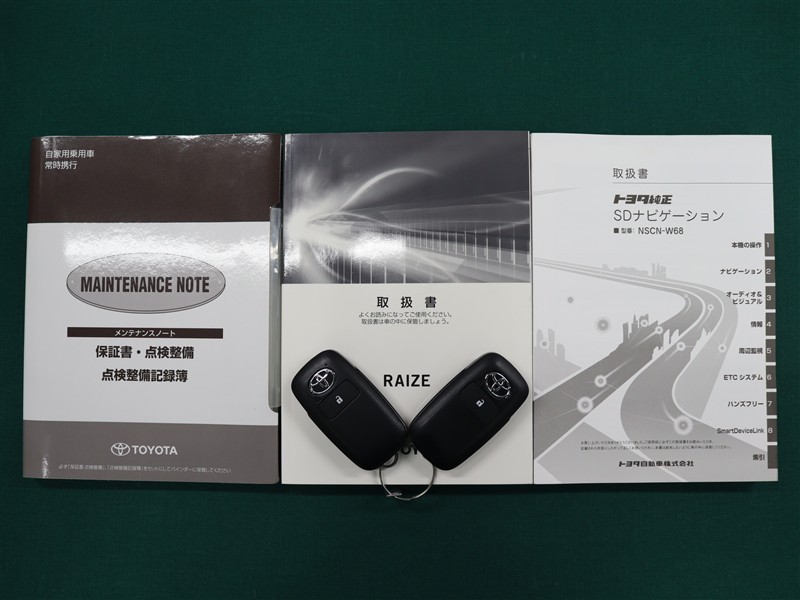 自家用乗用車
常時携行
MAINTENANCE NOTE
メンテナンスノート
保証書・点検整備
点検整備記録簿
TOYOTA
取扱書
よくお読みになってご使用ください。
取扱書は車の中に保管しましょう。
RAIZE
取扱書
トヨタ純正
SDナビゲーション
■ 型番: NSCN-W68
本機の操作 1
ナビゲーション 2
オーディオ&
ビジュアル 3
情報 4
周辺監視 5
ETCシステム 6
ハンズフリー 7
SmartDeviceLink 8
索引
トヨタ自動車株式会社